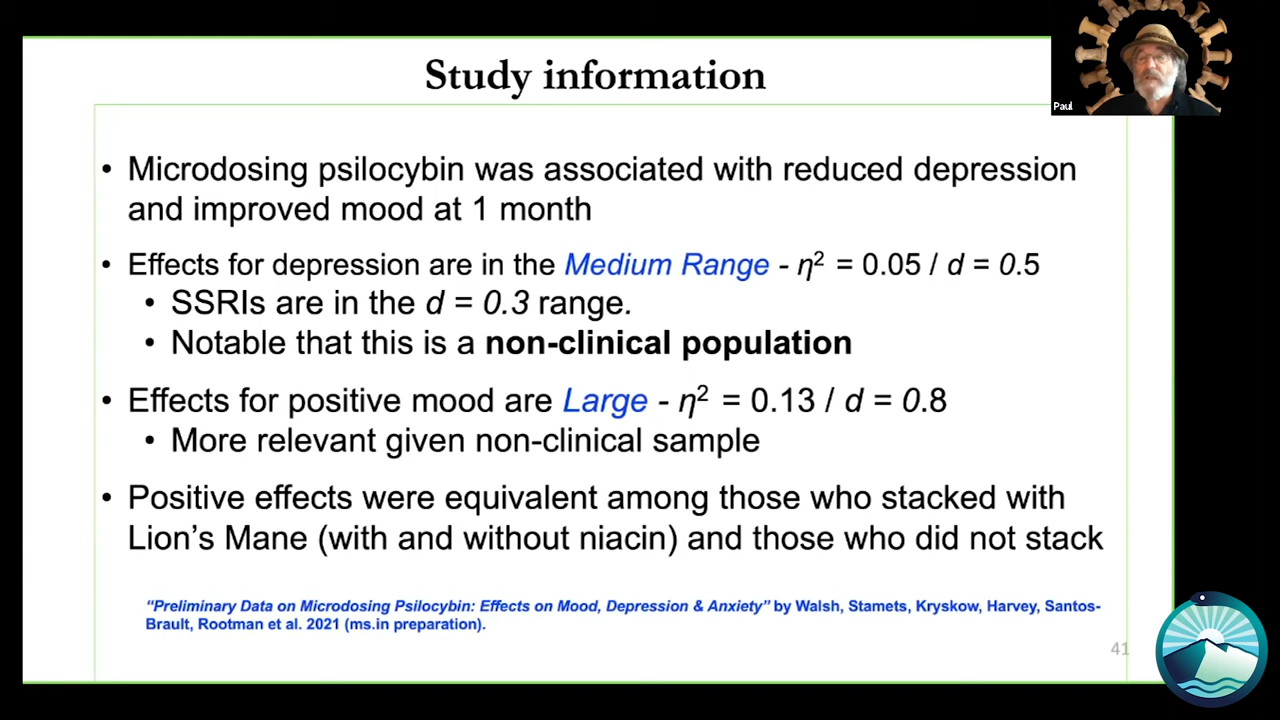 Study information
Paul
• Microdosing psilocybin was associated with reduced depression
and improved mood at 1 month
• Effects for depression are in the Medium Range - η² = 0.05 / d = 0.5
• SSRIs are in the d = 0.3 range.
• Notable that this is a non-clinical population
• Effects for positive mood are Large - η² = 0.13 / d = 0.8
• More relevant given non-clinical sample
• Positive effects were equivalent among those who stacked with
Lion’s Mane (with and without niacin) and those who did not stack
“Preliminary Data on Microdosing Psilocybin: Effects on Mood, Depression & Anxiety” by Walsh, Stamets, Kryskow, Harvey, Santos-
Brault, Rootman et al. 2021 (ms.in preparation).
41